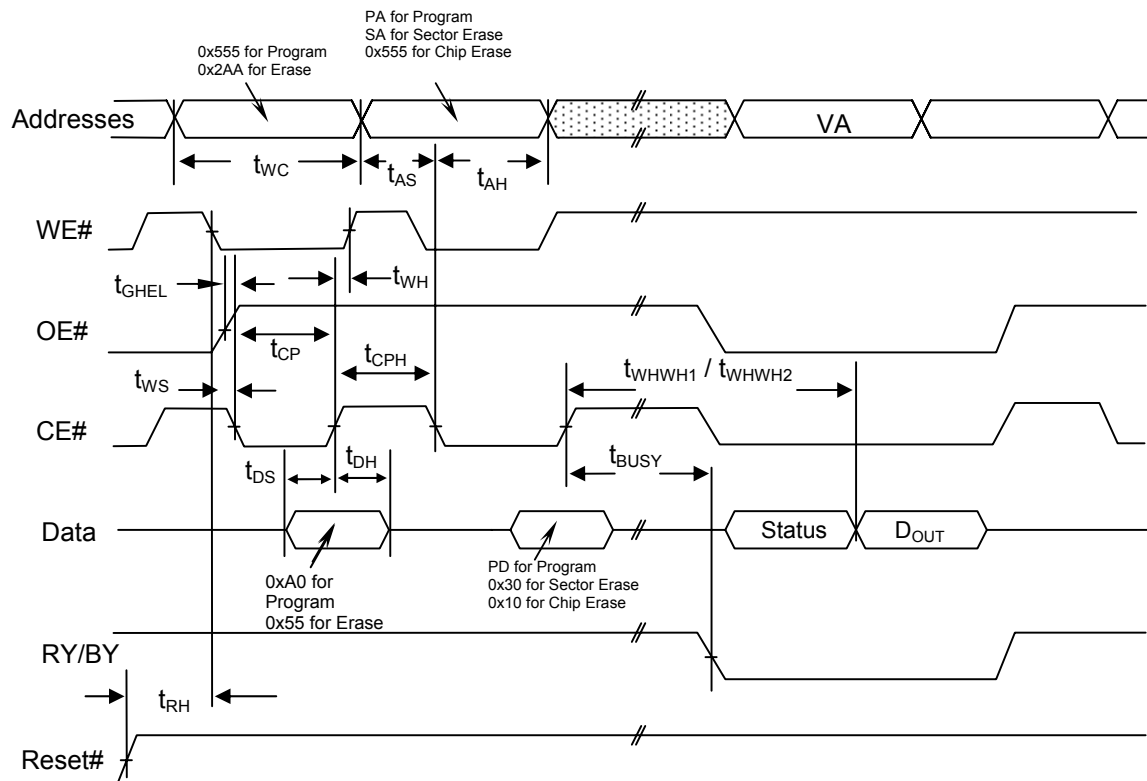 PA for Program
SA for Sector Erase
0x555 for Chip Erase
0x555 for Program
0x2AA for Erase
Addresses
VA
tWC
tAS
tAH
WE#
tGHEL
tWH
OE#
tCP
tCPH
tWHWH1 / tWHWH2
tWS
CE#
tDS
tDH
tBUSY
Data
Status
DOUT
0xA0 for
Program
0x55 for Erase
PD for Program
0x30 for Sector Erase
0x10 for Chip Erase
RY/BY
tRH
Reset#